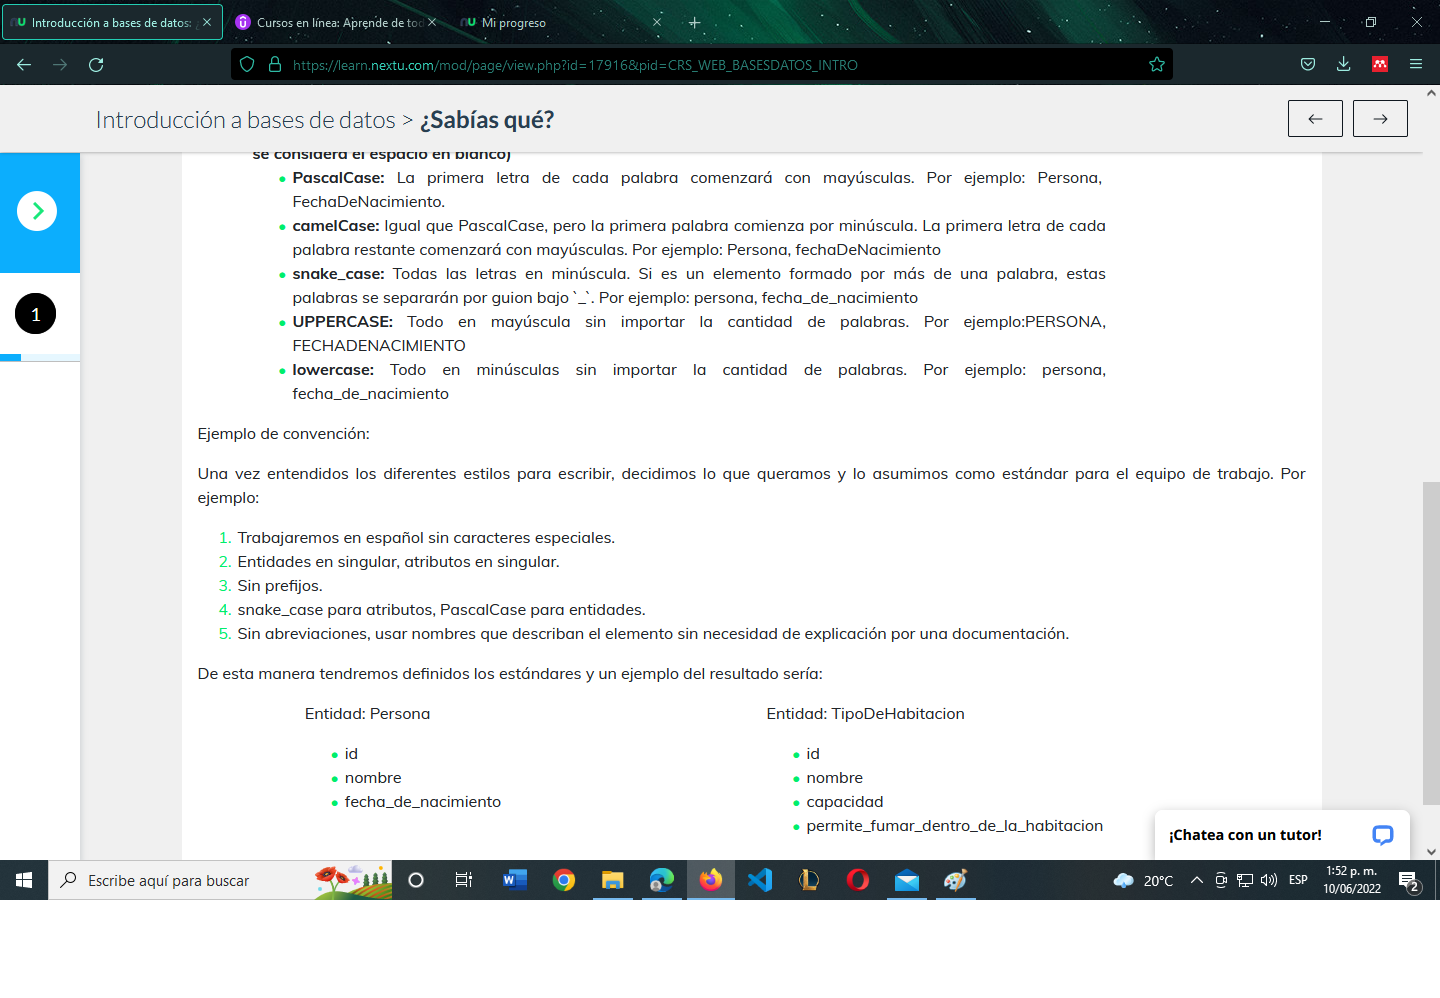 Introducción a bases de datos:
Cursos en línea: Aprende de tod
Mi progreso
https://learn.nextu.com/mod/page/view.php?id=17916&pid=CRS_WEB_BASESDATOS_INTRO
Introducción a bases de datos > ¿Sabías qué?
se considera el espacio en blanco)
PascalCase: La primera letra de cada palabra comenzará con mayúsculas. Por ejemplo: Persona,
FechaDeNacimiento.
camelCase: Igual que PascalCase, pero la primera palabra comienza por minúscula. La primera letra de cada
palabra restante comenzará con mayúsculas. Por ejemplo: Persona, fechaDeNacimiento
snake_case: Todas las letras en minúscula. Si es un elemento formado por más de una palabra, estas
palabras se separarán por guion bajo `_`. Por ejemplo: persona, fecha_de_nacimiento
UPPERCASE: Todo en mayúscula sin importar la cantidad de palabras. Por ejemplo:PERSONA,
FECHADENACIMIENTO
lowercase: Todo en minúsculas sin importar la cantidad de palabras. Por ejemplo: persona,
fecha_de_nacimiento
1
Ejemplo de convención:
Una vez entendidos los diferentes estilos para escribir, decidimos lo que queramos y lo asumimos como estándar para el equipo de trabajo. Por
ejemplo:
1. Trabajaremos en español sin caracteres especiales.
2. Entidades en singular, atributos en singular.
3. Sin prefijos.
4. snake_case para atributos, PascalCase para entidades.
5. Sin abreviaciones, usar nombres que describan el elemento sin necesidad de explicación por una documentación.
De esta manera tendremos definidos los estándares y un ejemplo del resultado sería:
Entidad: Persona
id
nombre
fecha_de_nacimiento
Entidad: TipoDeHabitacion
id
nombre
capacidad
permite_fumar_dentro_de_la_habitacion
¡Chatea con un tutor!
Escribe aquí para buscar
20°C
ESP
1:52 p. m.
10/06/2022
2